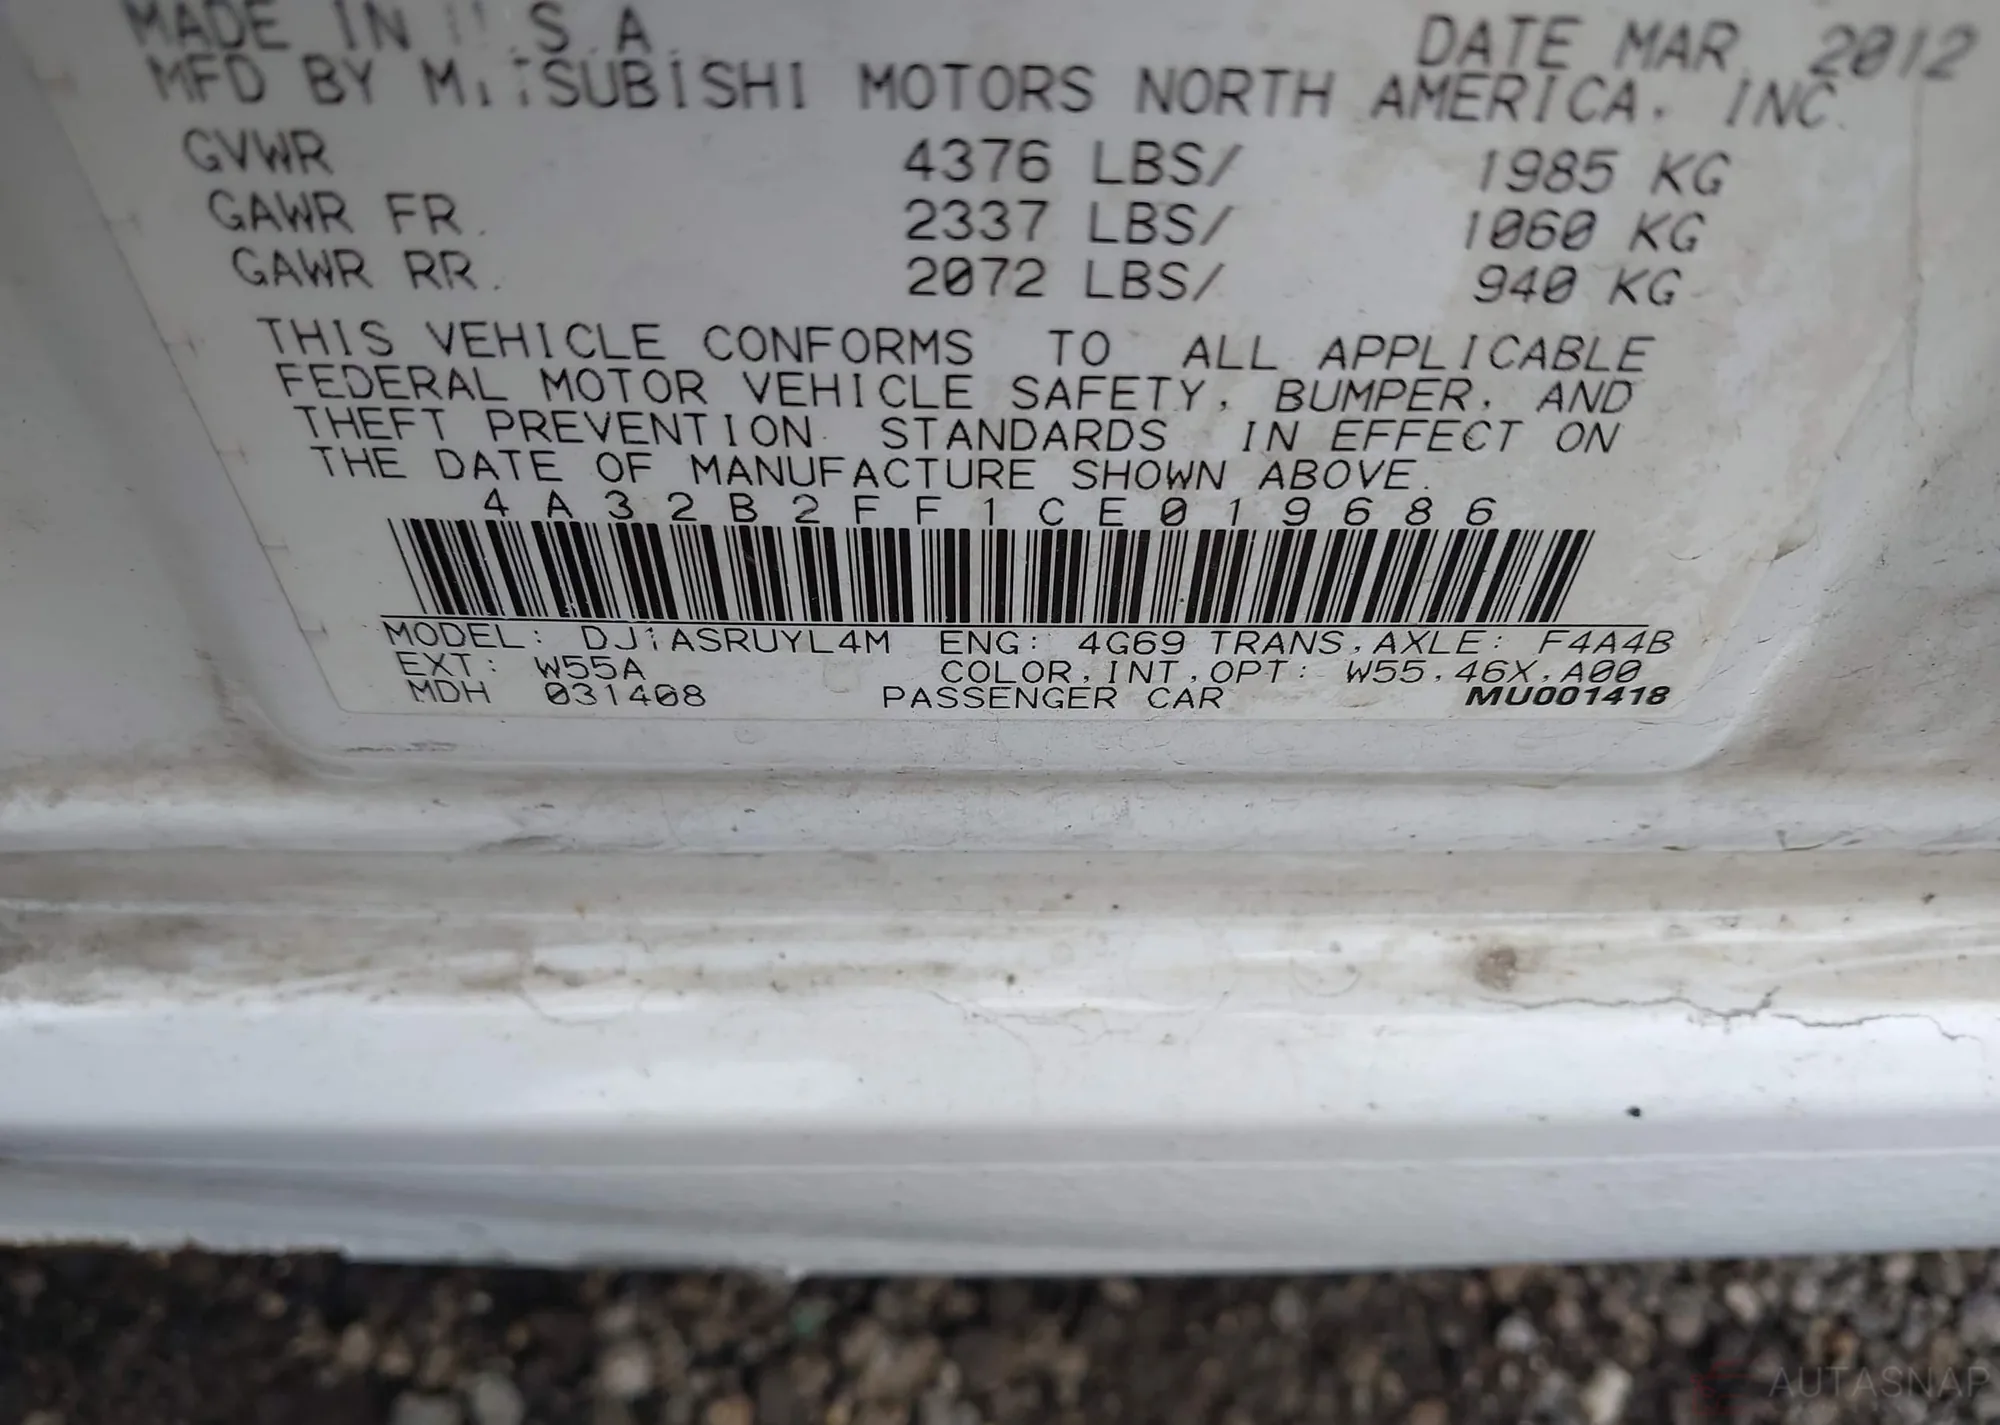 MADE IN U.S.A.
DATE MAR 2012
MFD BY MITSUBISHI MOTORS NORTH AMERICA, INC.
GVWR 4376 LBS/ 1985 KG
GAWR FR. 2337 LBS/ 1060 KG
GAWR RR. 2072 LBS/ 940 KG
THIS VEHICLE CONFORMS TO ALL APPLICABLE
FEDERAL MOTOR VEHICLE SAFETY, BUMPER, AND
THEFT PREVENTION STANDARDS IN EFFECT ON
THE DATE OF MANUFACTURE SHOWN ABOVE.
4A32B2FF1CE019686
MODEL: DJ1ASRUYL4M ENG: 4G69 TRANS,AXLE: F4A4B
EXT: W55A COLOR,INT,OPT: W55,46X,A00
MDH 031408 PASSENGER CAR MU001418
AUTASNAP